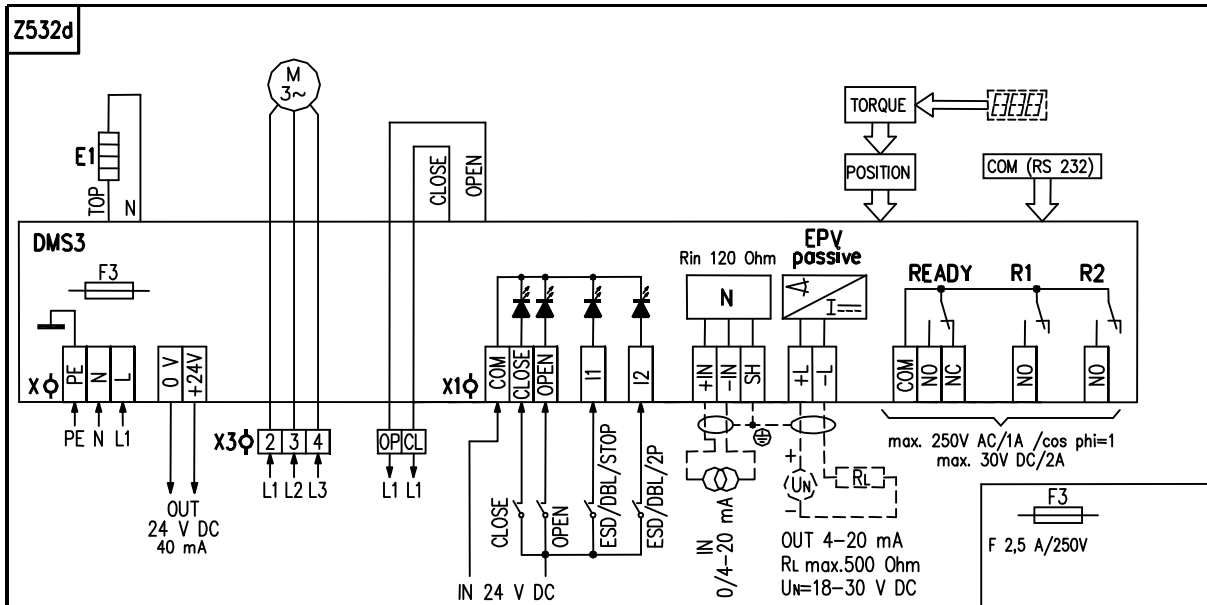 Z532d
M
3~
E1
TOP
N
CLOSE
OPEN
TORQUE
POSITION
COM (RS 232)
DMS3
F3
Rin 120 Ohm
N
EPV
passive
I
READY
R1
R2
X
PE
N
L
0 V
+24V
X1
COM
CLOSE
OPEN
I1
I2
+IN
-IN
SH
+L
-L
COM
NO
NC
NO
NO
PE N L1
X3
2
3
4
OP
CL
L1 L2 L3
L1 L1
OUT
24 V DC
40 mA
CLOSE
OPEN
ESD/DBL/STOP
ESD/DBL/2P
IN 24 V DC
IN
0/4-20 mA
+
UN
-
RL
OUT 4-20 mA
RL max.500 Ohm
UN=18-30 V DC
max. 250V AC/1A /cos phi=1
max. 30V DC/2A
F3
F 2,5 A/250V